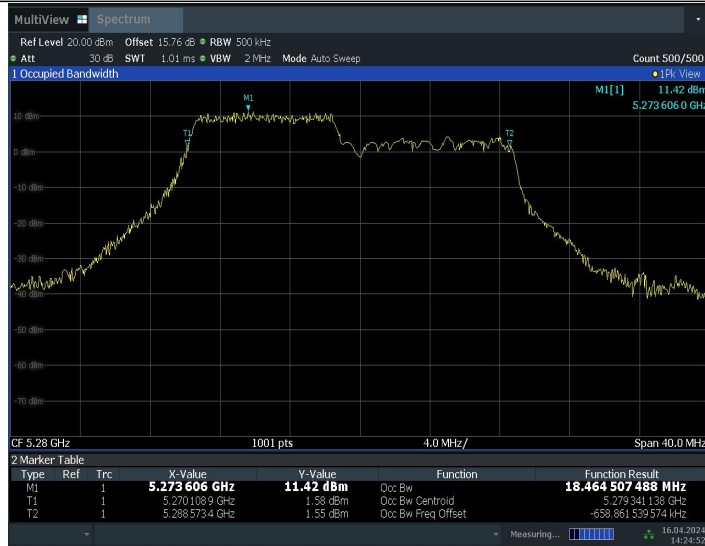 MultiView Spectrum
Ref Level 20.00 dBm Offset 15.76 dB RBW 500 kHz
Att 30 dB SWT 1.01 ms VBW 2 MHz Mode Auto Sweep Count 500/500
1 Occupied Bandwidth 1Pk View
M1[1] 11.42 dBm
5.273 606 0 GHz
M1
10 dBm
T1
T2
0 dBm
-10 dBm
-20 dBm
-30 dBm
-40 dBm
-50 dBm
-60 dBm
-70 dBm
CF 5.28 GHz 1001 pts 4.0 MHz/ Span 40.0 MHz
2 Marker Table
Type Ref Trc X-Value Y-Value Function Function Result
M1 1 5.273 606 GHz 11.42 dBm Occ Bw 18.464 507 488 MHz
T1 1 5.270 108 9 GHz 1.58 dBm Occ Bw Centroid 5.279 341 138 GHz
T2 1 5.288 573 4 GHz 1.55 dBm Occ Bw Freq Offset -658.861 539 574 kHz
Measuring... 16.04.2024
14:24:52